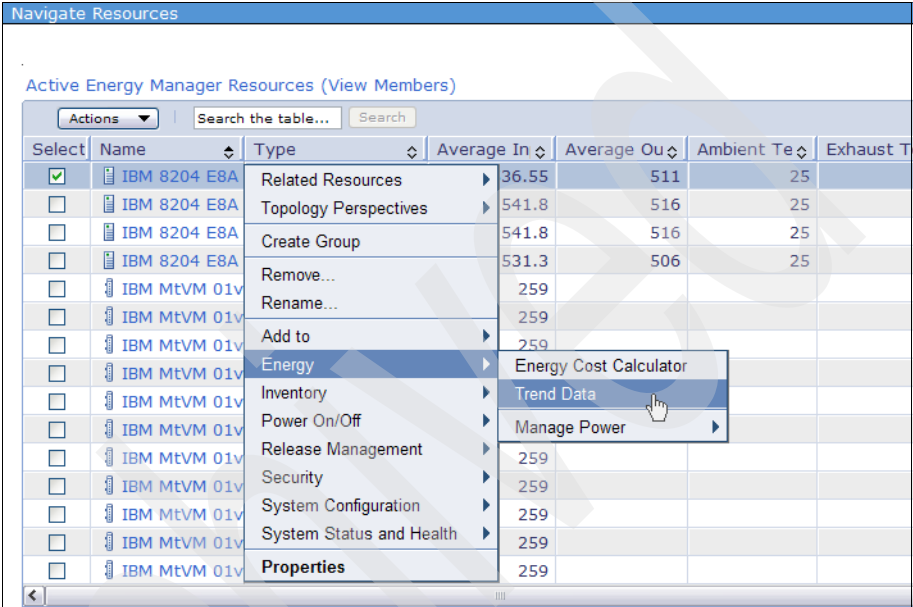 Navigate Resources
Active Energy Manager Resources (View Members)
Actions Search the table... Search
Select Name Type Average In Average Ou Ambient Te Exhaust T
IBM 8204 E8A 36.55 511 25
IBM 8204 E8A 541.8 516 25
IBM 8204 E8A 541.8 516 25
IBM 8204 E8A 531.3 506 25
IBM MtVM 01v 259
IBM MtVM 01v 259
IBM MtVM 01v 259
IBM MtVM 01v
IBM MtVM 01v
IBM MtVM 01v
IBM MtVM 01v 259
IBM MtVM 01v 259
IBM MtVM 01v 259
IBM MtVM 01v 259
IBM MtVM 01v 259
Related Resources
Topology Perspectives
Create Group
Remove...
Rename...
Add to
Energy
Inventory
Power On/Off
Release Management
Security
System Configuration
System Status and Health
Properties
Energy Cost Calculator
Trend Data
Manage Power